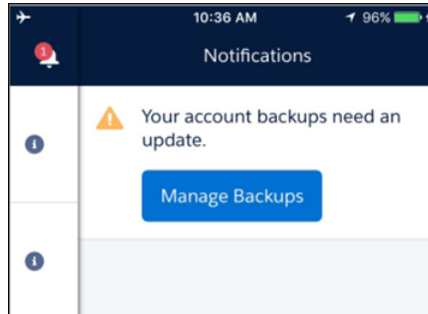 10:36 AM
96%
1
Notifications
Your account backups need an
update.
Manage Backups